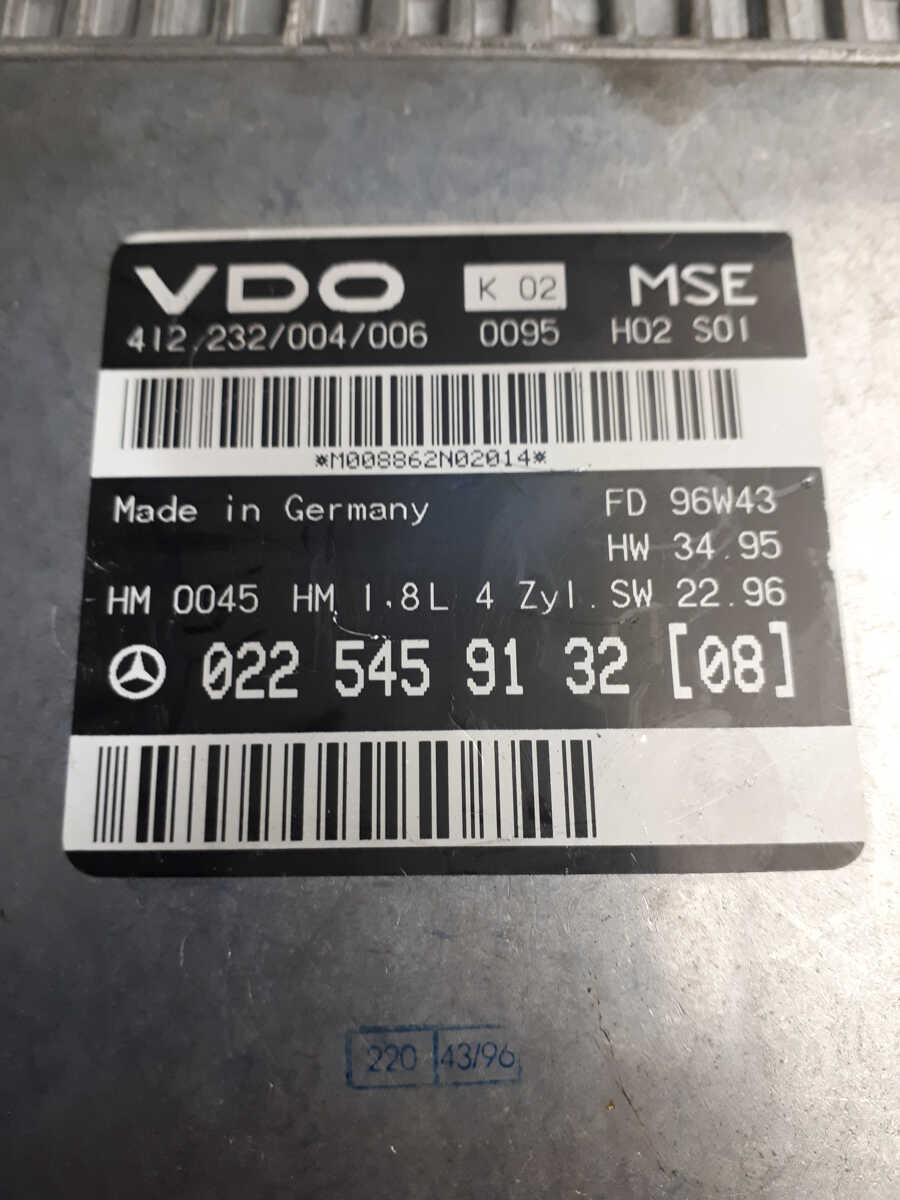 VDO K 02 MSE
412.232/004/006 0095 H02 S01
*M008862N02014*
Made in Germany FD 96W43
HW 34.95
HM 0045 HM 1.8L 4 Zyl. SW 22.96
022 545 91 32 [08]
220 43/96